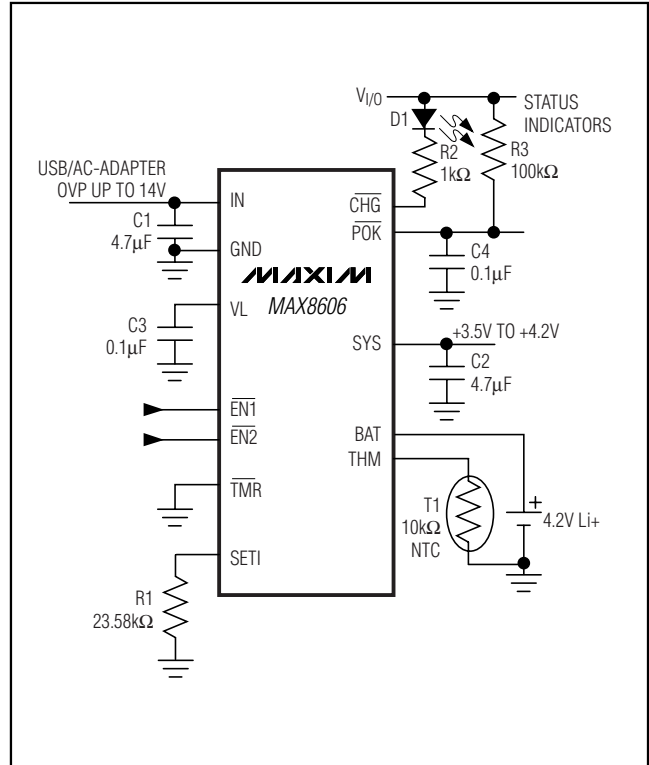 V I/O
STATUS
INDICATORS
D1
R2
1kΩ
R3
100kΩ
USB/AC-ADAPTER
OVP UP TO 14V
IN
C1
4.7µF
GND
CHG
POK
C4
0.1µF
MAXIM
MAX8606
VL
C3
0.1µF
SYS
+3.5V TO +4.2V
C2
4.7µF
EN1
EN2
BAT
THM
TMR
T1
10kΩ
NTC
+
4.2V Li+
SETI
R1
23.58kΩ